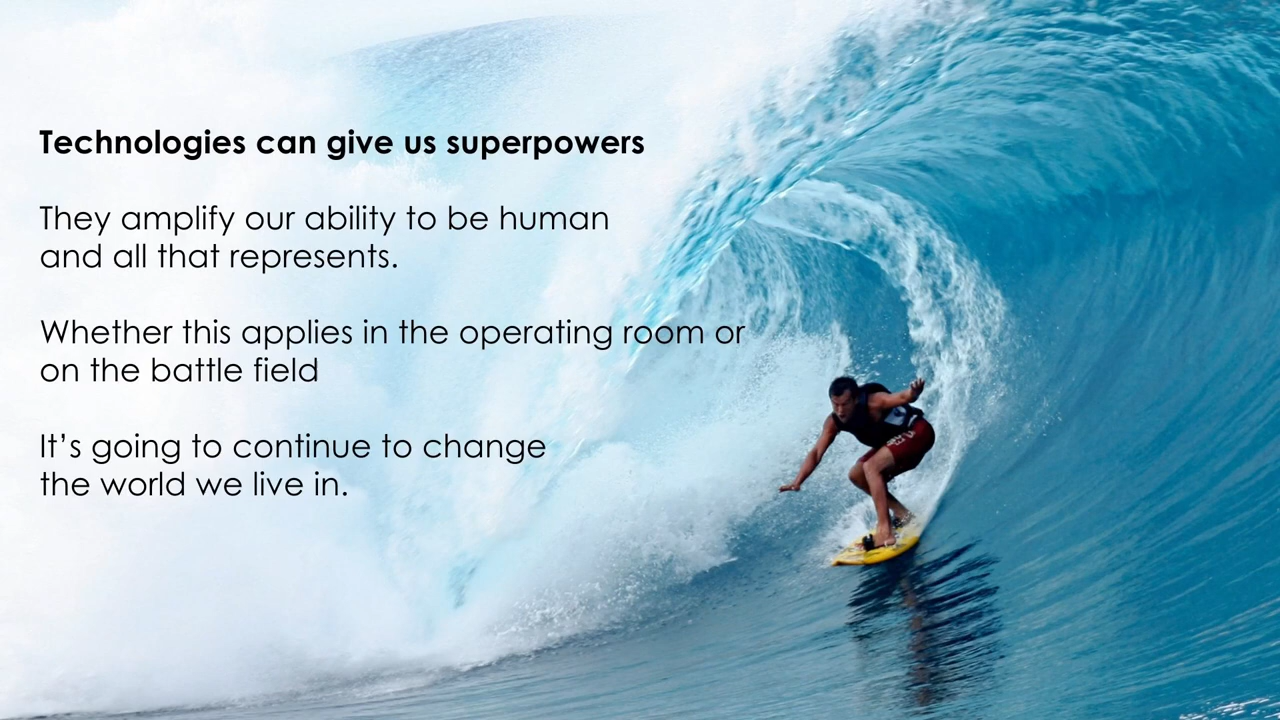 Technologies can give us superpowers
They amplify our ability to be human
and all that represents.
Whether this applies in the operating room or
on the battle field
It’s going to continue to change
the world we live in.